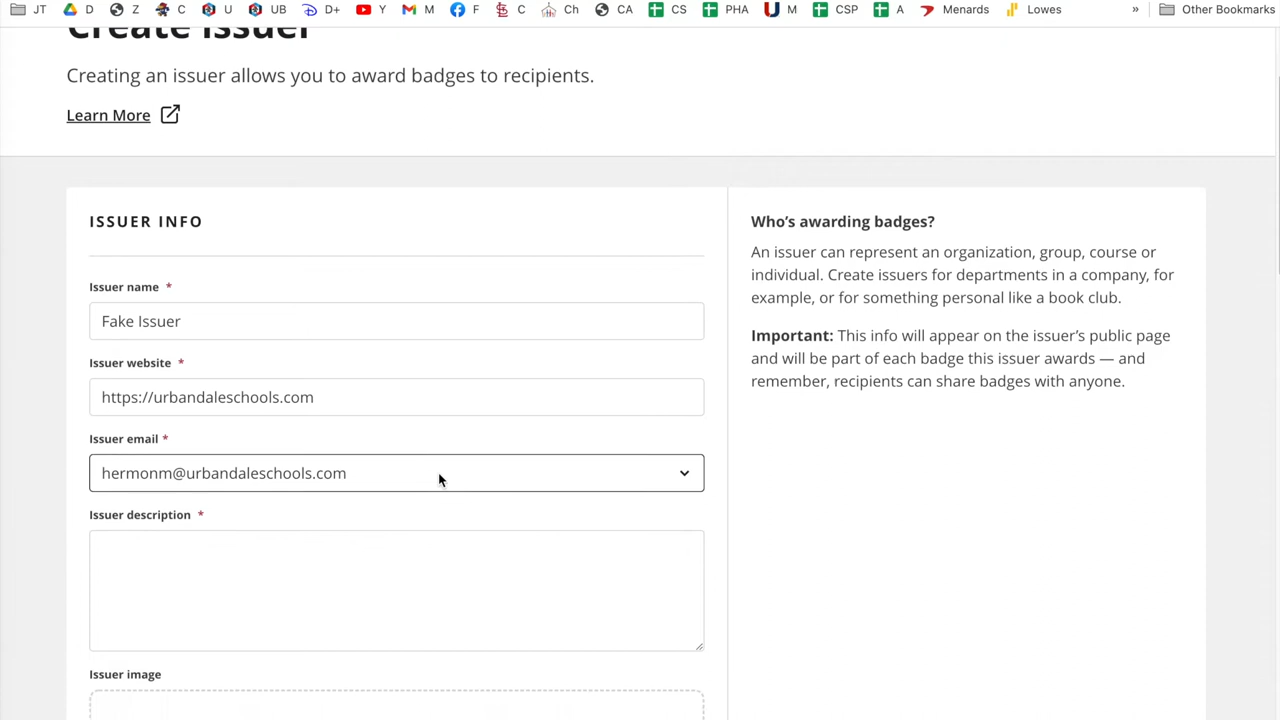 JT D Z C U UB D+ Y M F C Ch CA CS PHA M CSP A Menards Lowes » Other Bookmarks
Create Issuer
Creating an issuer allows you to award badges to recipients.
Learn More
ISSUER INFO
Issuer name *
Fake Issuer
Issuer website *
https://urbandaleschools.com
Issuer email *
hermonm@urbandaleschools.com
Issuer description *
Issuer image
Who's awarding badges?
An issuer can represent an organization, group, course or
individual. Create issuers for departments in a company, for
example, or for something personal like a book club.
Important: This info will appear on the issuer's public page
and will be part of each badge this issuer awards — and
remember, recipients can share badges with anyone.